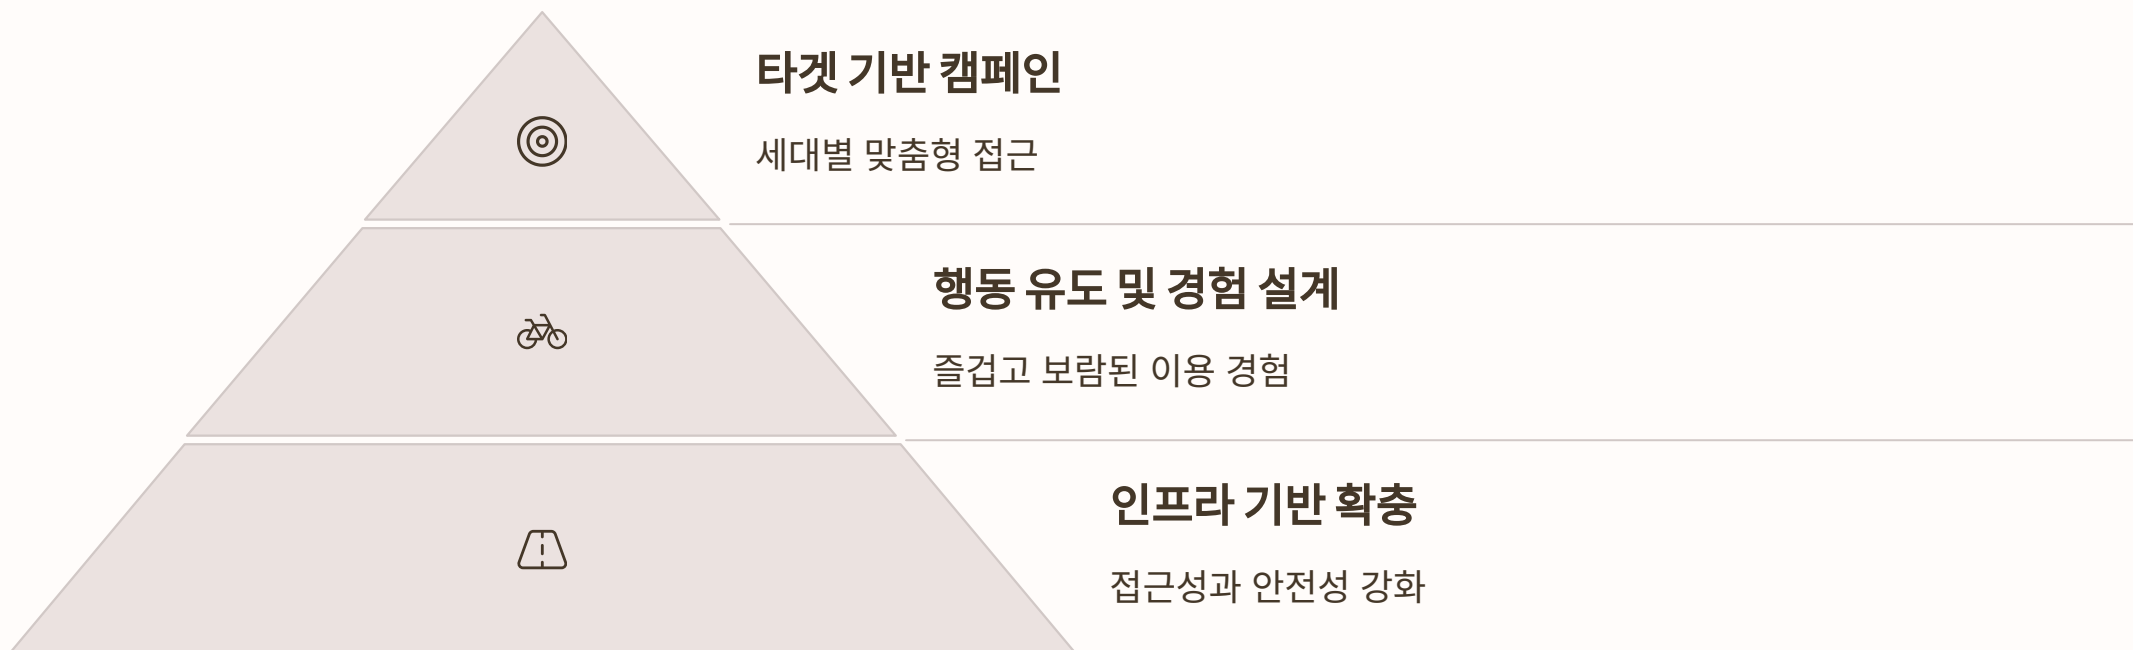 타겟 기반 캠페인
세대별 맞춤형 접근
행동 유도 및 경험 설계
즐겁고 보람된 이용 경험
인프라 기반 확충
접근성과 안전성 강화